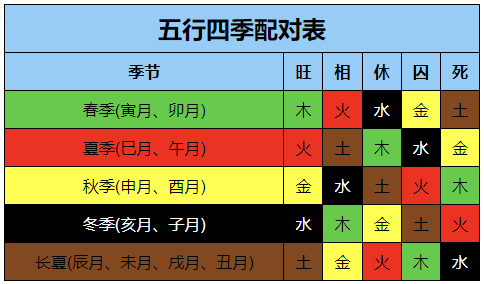 五行四季配对表
季节 旺 相 休 囚 死
春季(寅月、卯月) 木 火 水 金 土
夏季(巳月、午月) 火 土 木 水 金
秋季(申月、酉月) 金 水 土 火 木
冬季(亥月、子月) 水 木 金 土 火
长夏(辰月、未月、戌月、丑月) 土 金 火 木 水